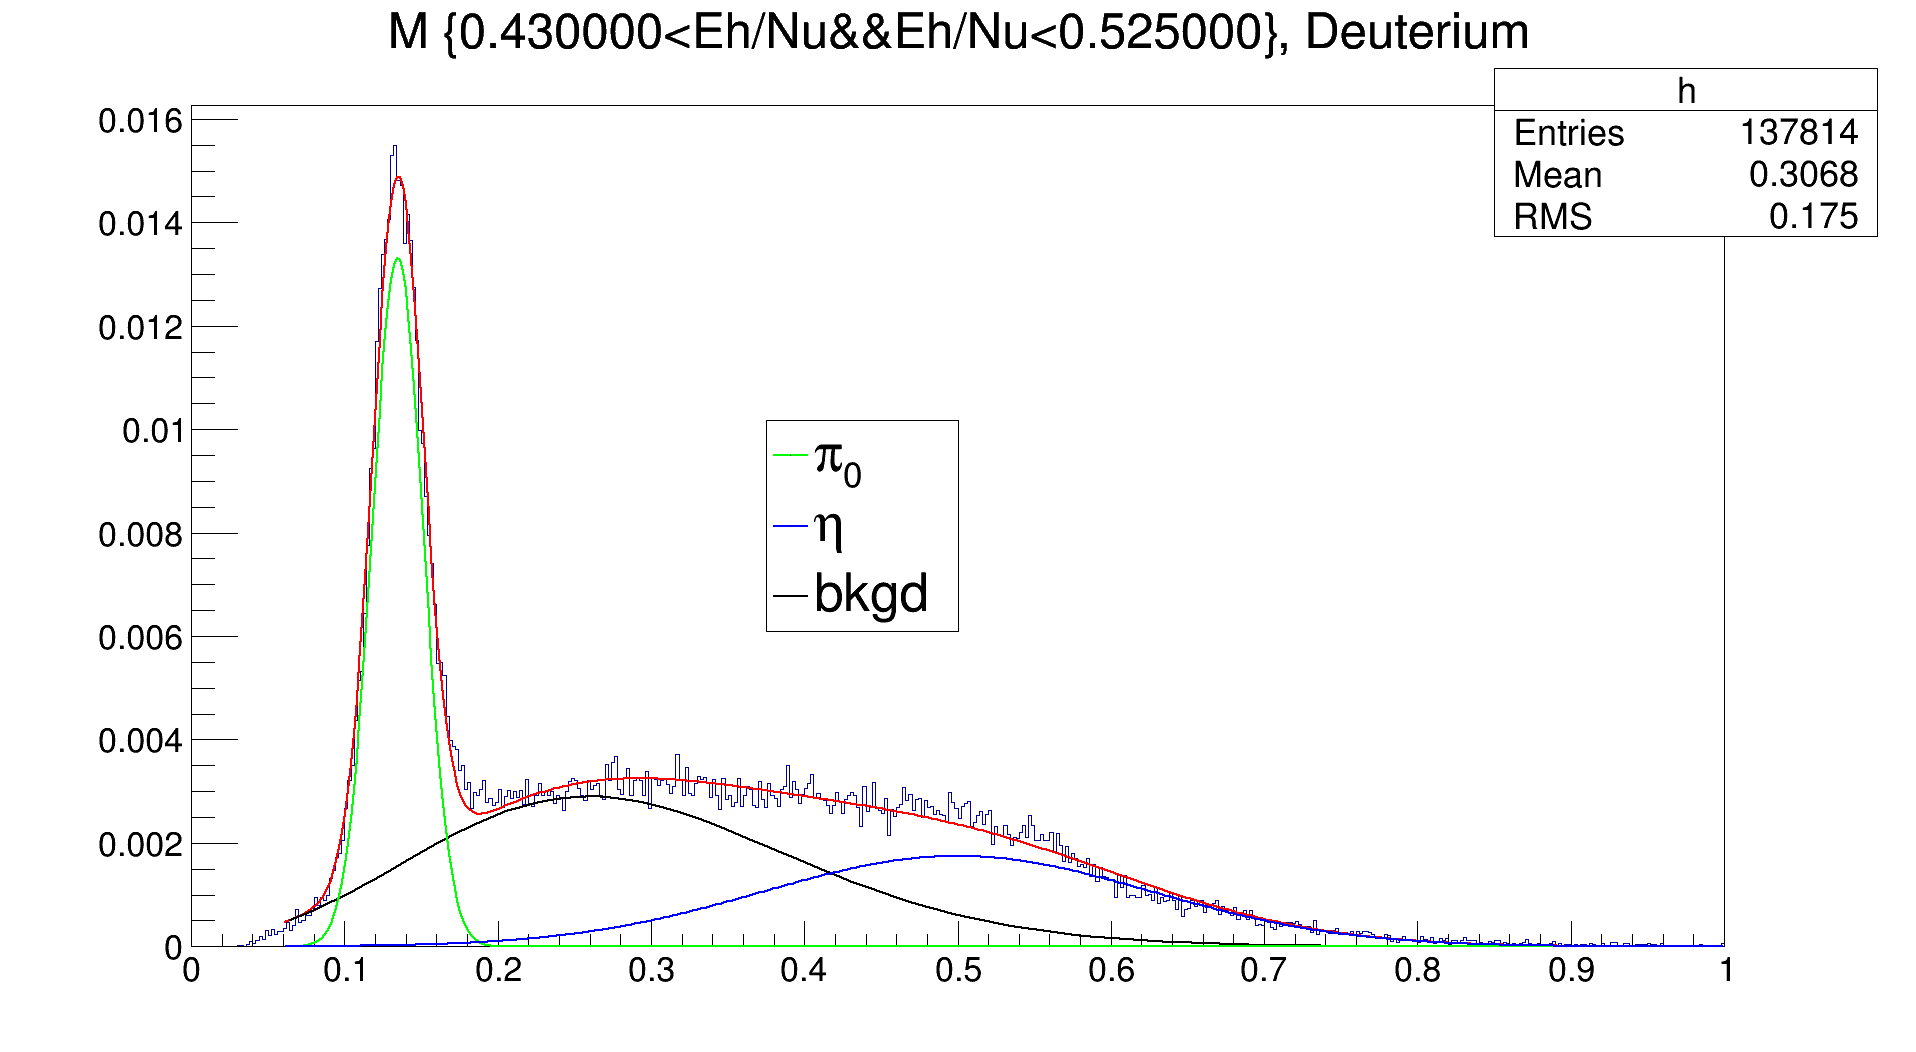 M {0.430000<Eh/Nu&&Eh/Nu<0.525000}, Deuterium
h
Entries 137814
Mean 0.3068
RMS 0.175
0.016
0.014
0.012
0.01
0.008
0.006
0.004
0.002
0
π0
η
bkgd
0 0.1 0.2 0.3 0.4 0.5 0.6 0.7 0.8 0.9 1